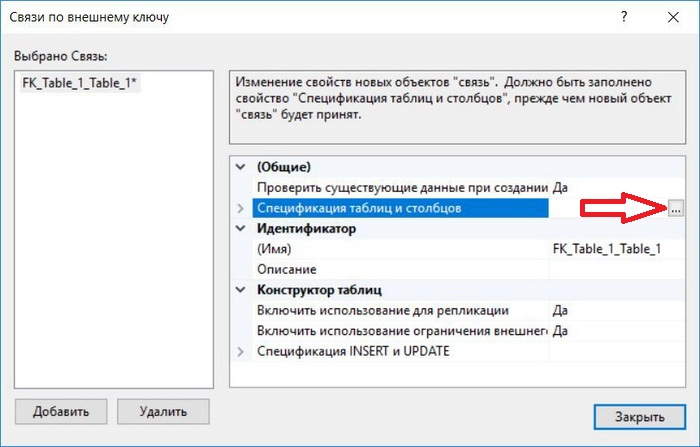 Связи по внешнему ключу
Выбрано Связь:
FK_Table_1_Table_1*
Изменение свойств новых объектов "связь". Должно быть заполнено
свойство "Спецификация таблиц и столбцов", прежде чем новый объект
"связь" будет принят.
(Общие)
Проверить существующие данные при создании Да
Спецификация таблиц и столбцов ...
Идентификатор
(Имя) FK_Table_1_Table_1
Описание
Конструктор таблиц
Включить использование для репликации Да
Включить использование ограничения внешнег Да
Спецификация INSERT и UPDATE
Добавить Удалить Закрыть